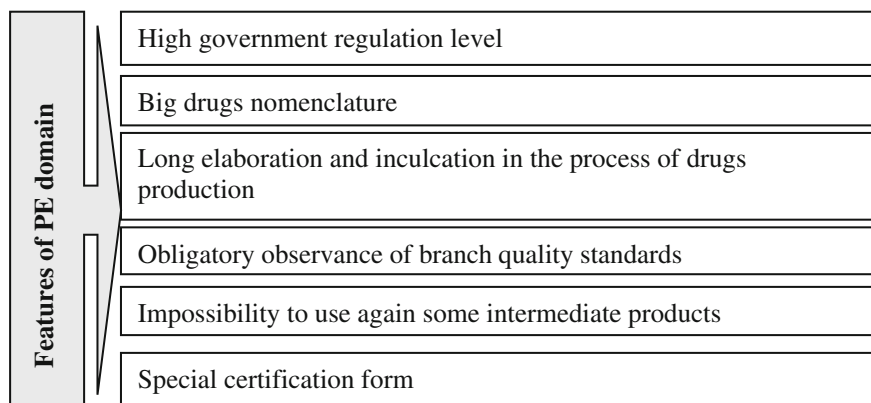 Features of PE domain
High government regulation level
Big drugs nomenclature
Long elaboration and inculcation in the process of drugs
production
Obligatory observance of branch quality standards
Impossibility to use again some intermediate products
Special certification form